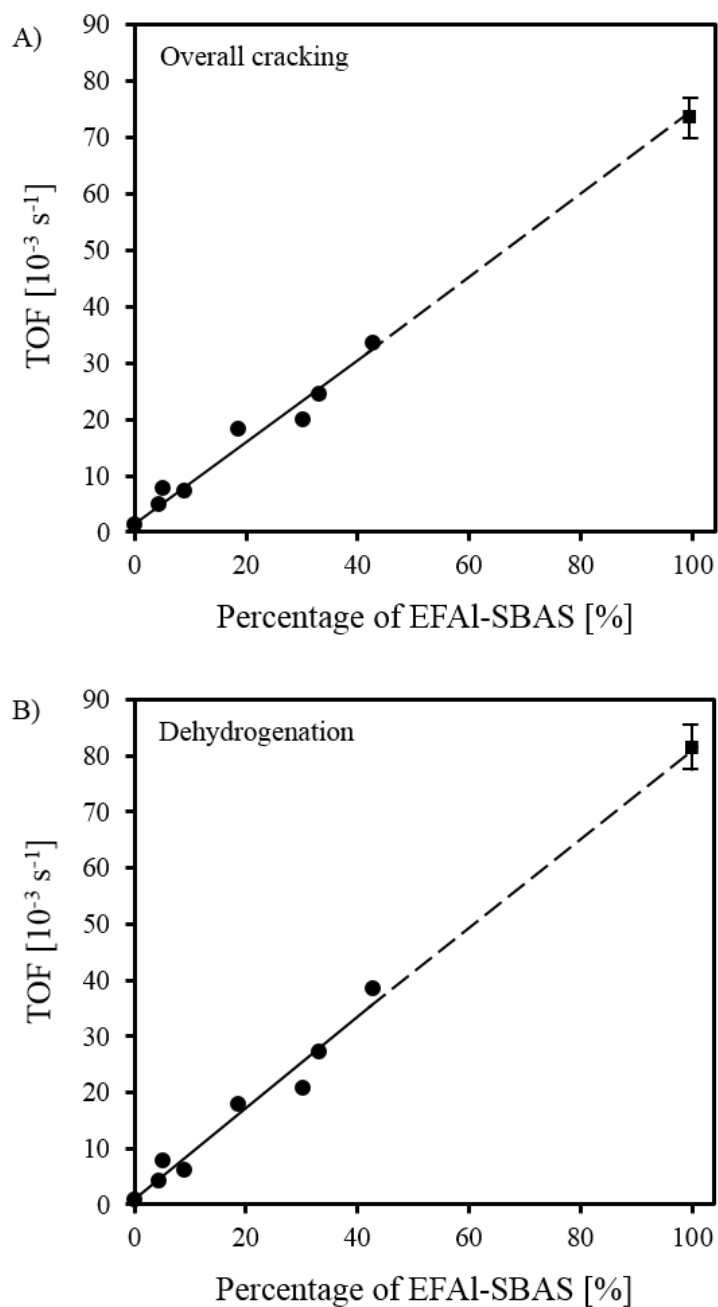 A)
Overall cracking
TOF [10⁻³ s⁻¹]
90
80
70
60
50
40
30
20
10
0
0 20 40 60 80 100
Percentage of EFAl-SBAS [%]
B)
Dehydrogenation
TOF [10⁻³ s⁻¹]
90
80
70
60
50
40
30
20
10
0
0 20 40 60 80 100
Percentage of EFAl-SBAS [%]